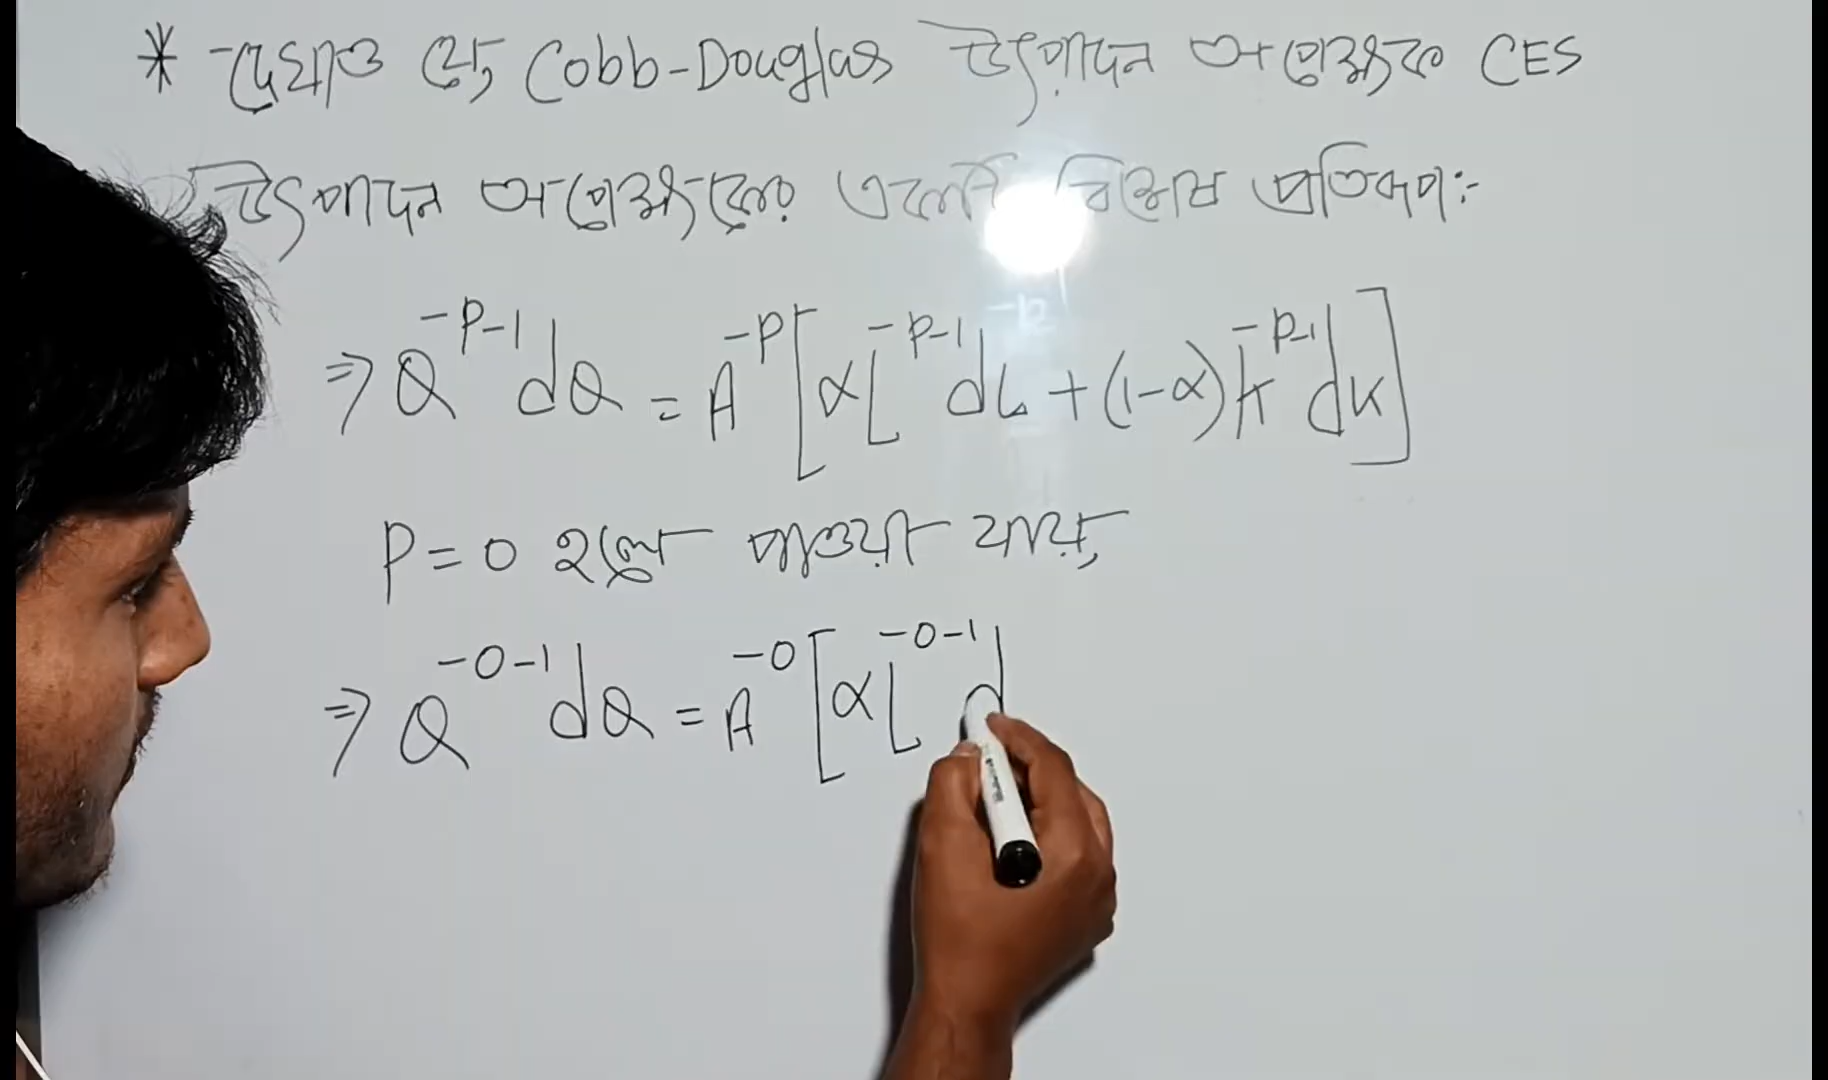 * দেখাও যে, Cobb-Douglas উৎপাদন অপেক্ষক CES
উৎপাদন অপেক্ষকের একটি বিশেষ প্রতিরূপ:-
⇒ Q^{-P-1} dQ = A^{-P} [αL^{-P-1} dL + (1-α) K^{-P-1} dK]
P = 0 হলে পাওয়া যায়,
⇒ Q^{-0-1} dQ = A^{-0} [αL^{-0-1} d